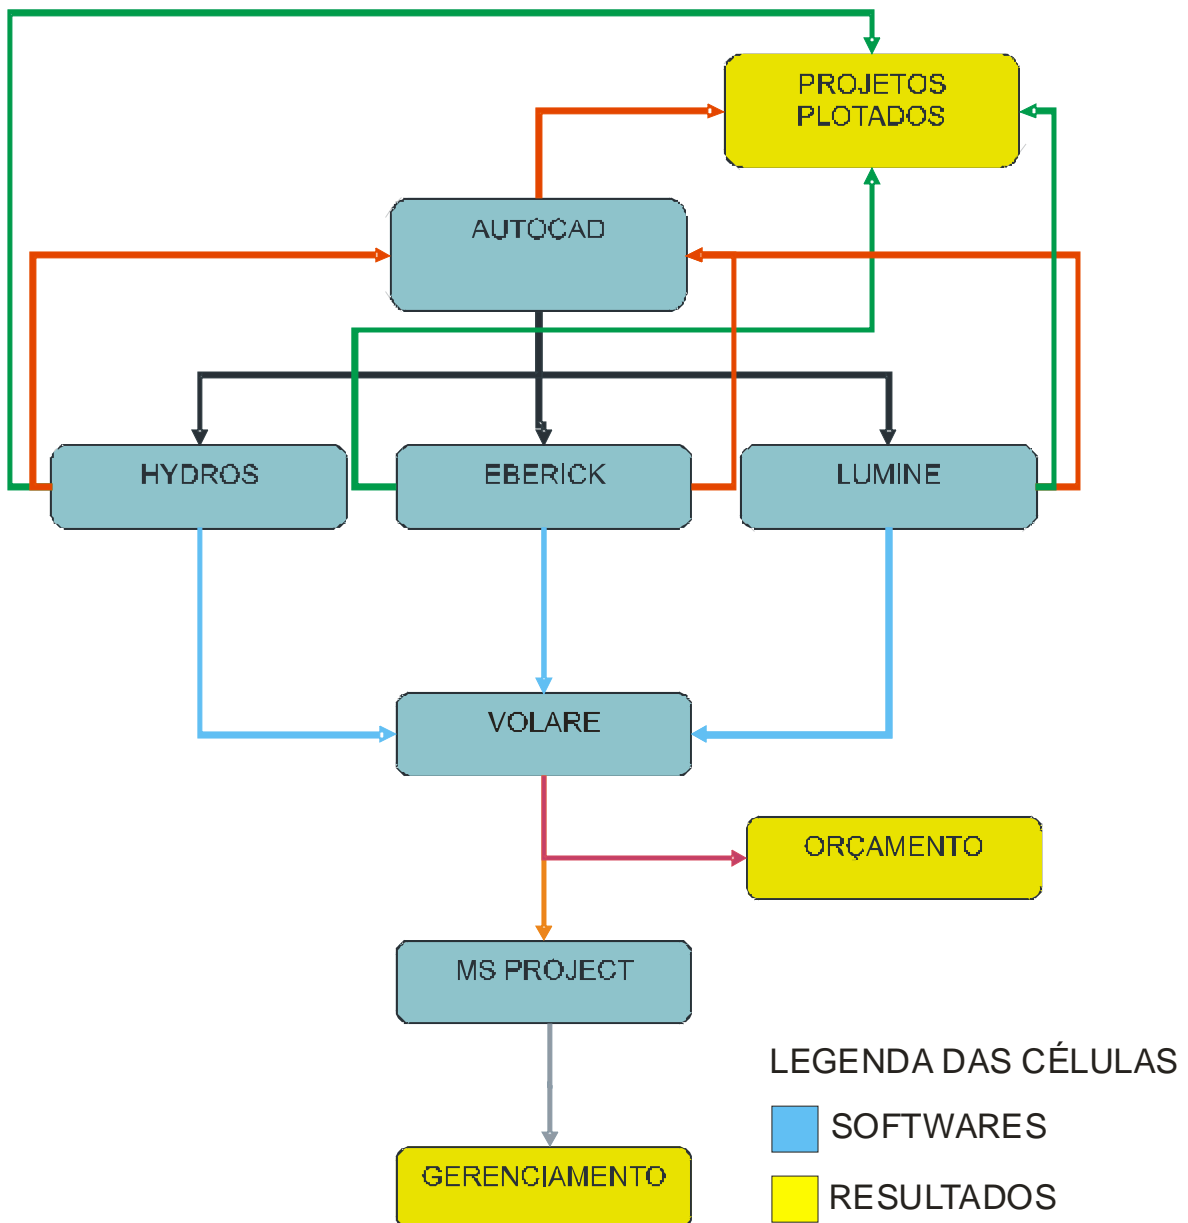 PROJETOS
PLOTADOS
AUTOCAD
HYDROS
EBERICK
LUMINE
VOLARE
ORÇAMENTO
MS PROJECT
LEGENDA DAS CÉLULAS
SOFTWARES
GERENCIAMENTO
RESULTADOS